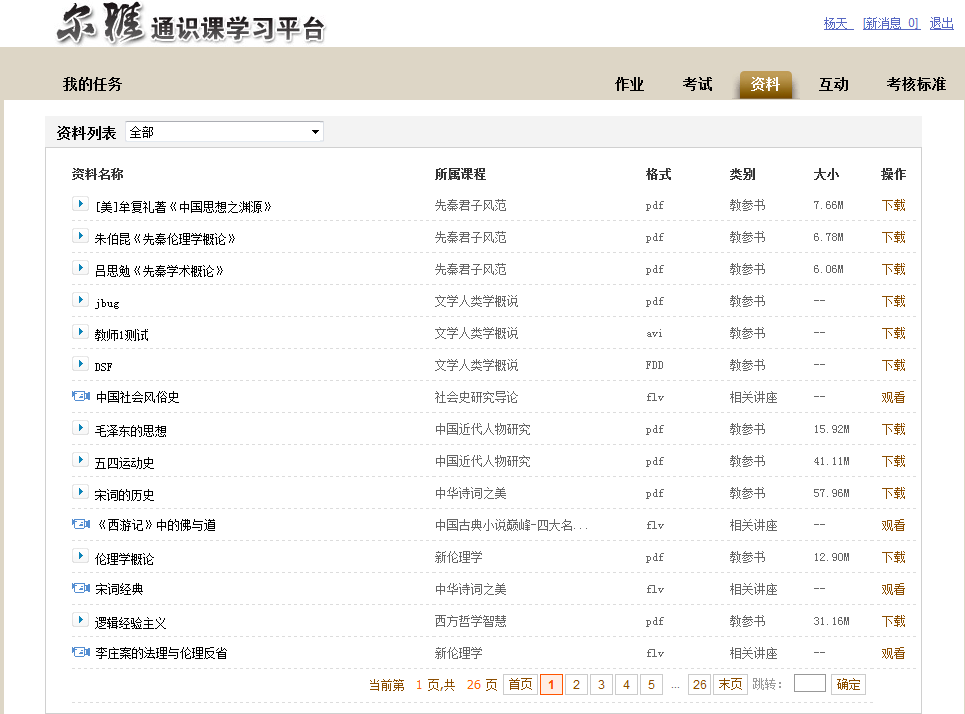 尔雅 通识课学习平台
杨天 [新消息 0] 退出
我的任务 作业 考试 资料 互动 考核标准
资料列表 全部
资料名称 所属课程 格式 类别 大小 操作
[美]牟复礼著《中国思想之渊源》 先秦君子风范 pdf 教参书 7.66M 下载
朱伯昆《先秦伦理学概论》 先秦君子风范 pdf 教参书 6.78M 下载
吕思勉《先秦学术概论》 先秦君子风范 pdf 教参书 6.06M 下载
jbug 文学人类学概说 pdf 教参书 -- 下载
教师1测试 文学人类学概说 avi 教参书 -- 下载
DSF 文学人类学概说 FDD 教参书 -- 下载
中国社会风俗史 社会史研究导论 flv 相关讲座 -- 观看
毛泽东的思想 中国近代人物研究 pdf 教参书 15.92M 下载
五四运动史 中国近代人物研究 pdf 教参书 41.11M 下载
宋词的历史 中华诗词之美 pdf 教参书 57.96M 下载
《西游记》中的佛与道 中国古典小说巅峰-四大名... flv 相关讲座 -- 观看
伦理学概论 新伦理学 pdf 教参书 12.90M 下载
宋词经典 中华诗词之美 flv 相关讲座 -- 观看
逻辑经验主义 西方哲学智慧 pdf 教参书 31.16M 下载
李庄案的法理与伦理反省 新伦理学 flv 相关讲座 -- 观看
当前第 1 页,共 26 页 首页 1 2 3 4 5 ... 26 末页 跳转: 确定